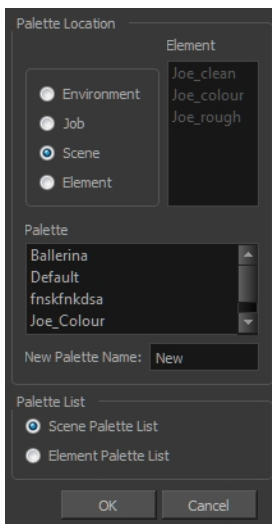 Palette Location
Element
Environment
Job
Scene
Element
Joe_clean
Joe_colour
Joe_rough
Palette
Ballerina
Default
fnskfnkdsa
Joe_Colour
New Palette Name: New
Palette List
Scene Palette List
Element Palette List
OK Cancel